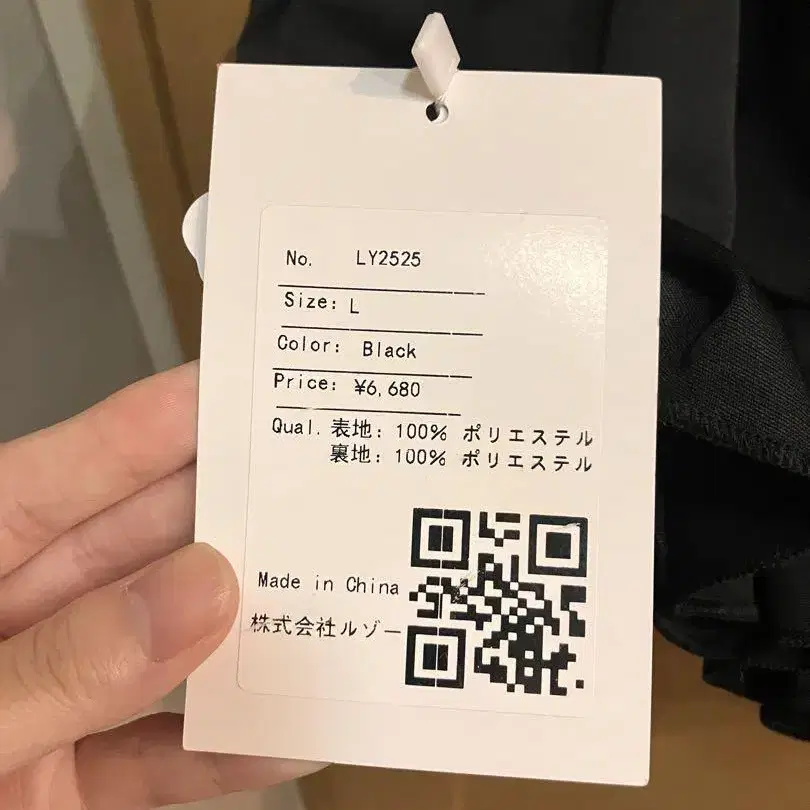 No. LY2525
Size: L
Color: Black
Price: ¥6,680
Qual. 表地: 100% ポリエステル
裏地: 100% ポリエステル
Made in China
株式会社ルゾー